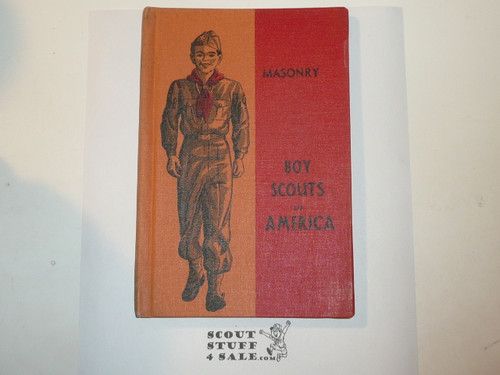 MASONRY
BOY
SCOUTS
OF
AMERICA
SCOUT
STUFF
4 SALE.com